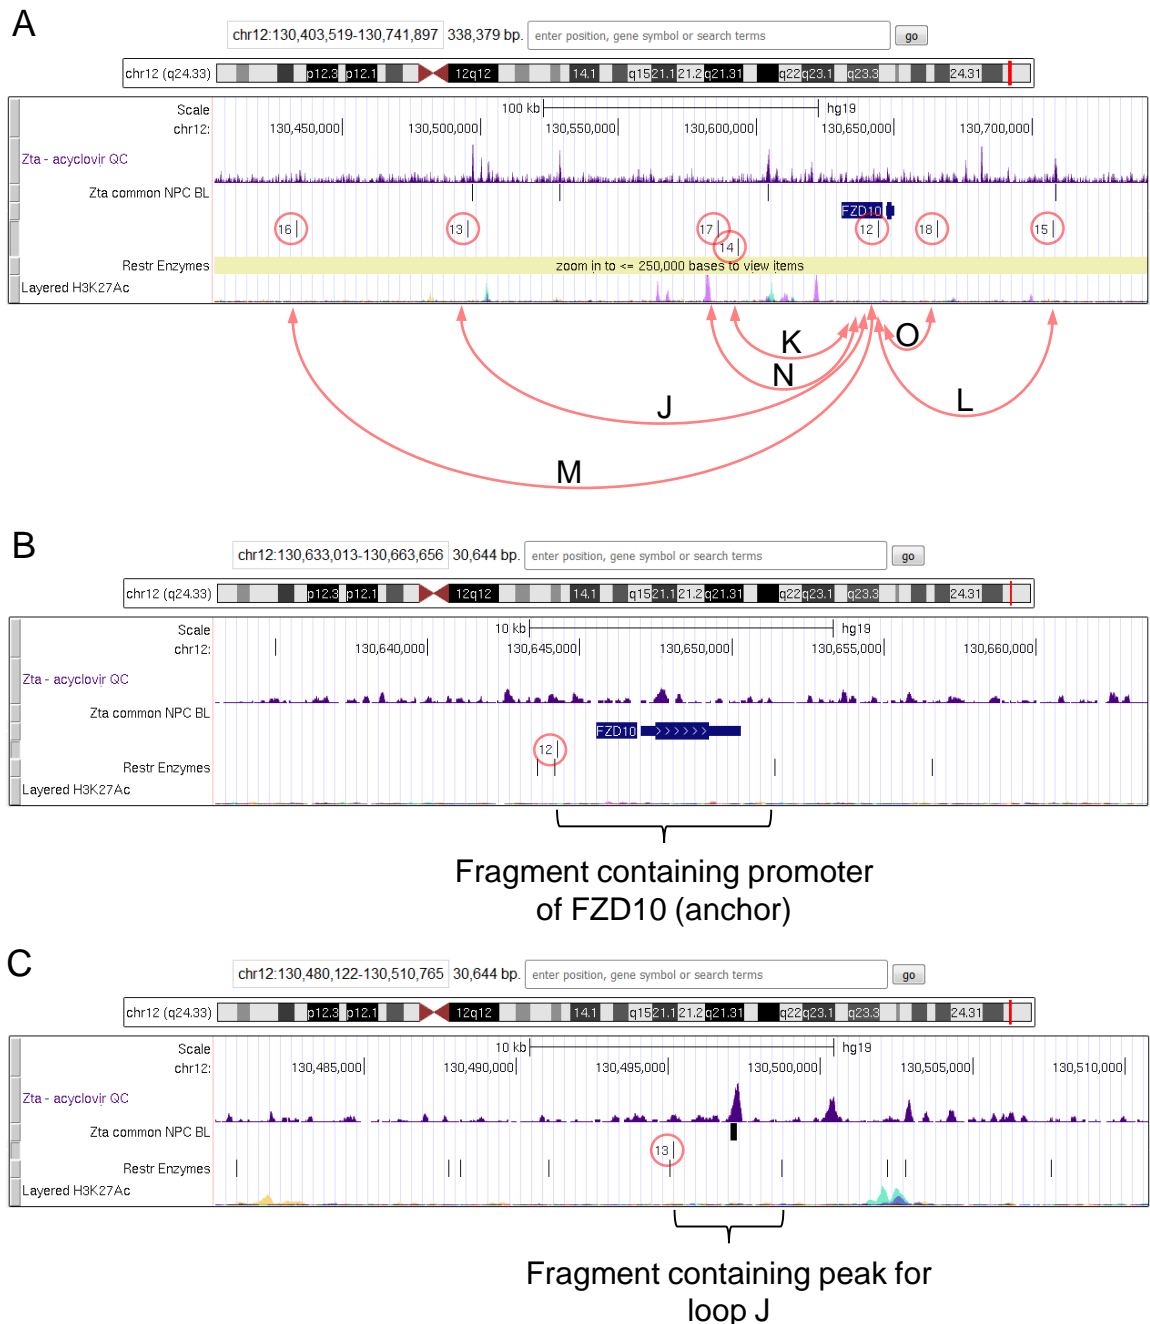 A
chr12:130,403,519-130,741,897 338,379 bp. enter position, gene symbol or search terms go
chr12 (q24.33) p12.3 p12.1 12q12 14.1 q15 21.1 21.2 q21.31 q22 q23.1 q23.3 24.31
Scale 100 kb hg19
chr12: 130,450,000 130,500,000 130,550,000 130,600,000 130,650,000 130,700,000
Zta - acyclovir QC
Zta common NPC BL
FZD10
16 13 17 12 18 15
14
Restr Enzymes zoom in to <= 250,000 bases to view items
Layered H3K27Ac
K O
N
J L
M
B
chr12:130,633,013-130,663,656 30,644 bp. enter position, gene symbol or search terms go
chr12 (q24.33) p12.3 p12.1 12q12 14.1 q15 21.1 21.2 q21.31 q22 q23.1 q23.3 24.31
Scale 10 kb hg19
chr12: 130,640,000 130,645,000 130,650,000 130,655,000 130,660,000
Zta - acyclovir QC
Zta common NPC BL
FZD10 >>>>>>
12
Restr Enzymes
Layered H3K27Ac
Fragment containing promoter
of FZD10 (anchor)
C
chr12:130,480,122-130,510,765 30,644 bp. enter position, gene symbol or search terms go
chr12 (q24.33) p12.3 p12.1 12q12 14.1 q15 21.1 21.2 q21.31 q22 q23.1 q23.3 24.31
Scale 10 kb hg19
chr12: 130,485,000 130,490,000 130,495,000 130,500,000 130,505,000 130,510,000
Zta - acyclovir QC
Zta common NPC BL
13
Restr Enzymes
Layered H3K27Ac
Fragment containing peak for
loop J